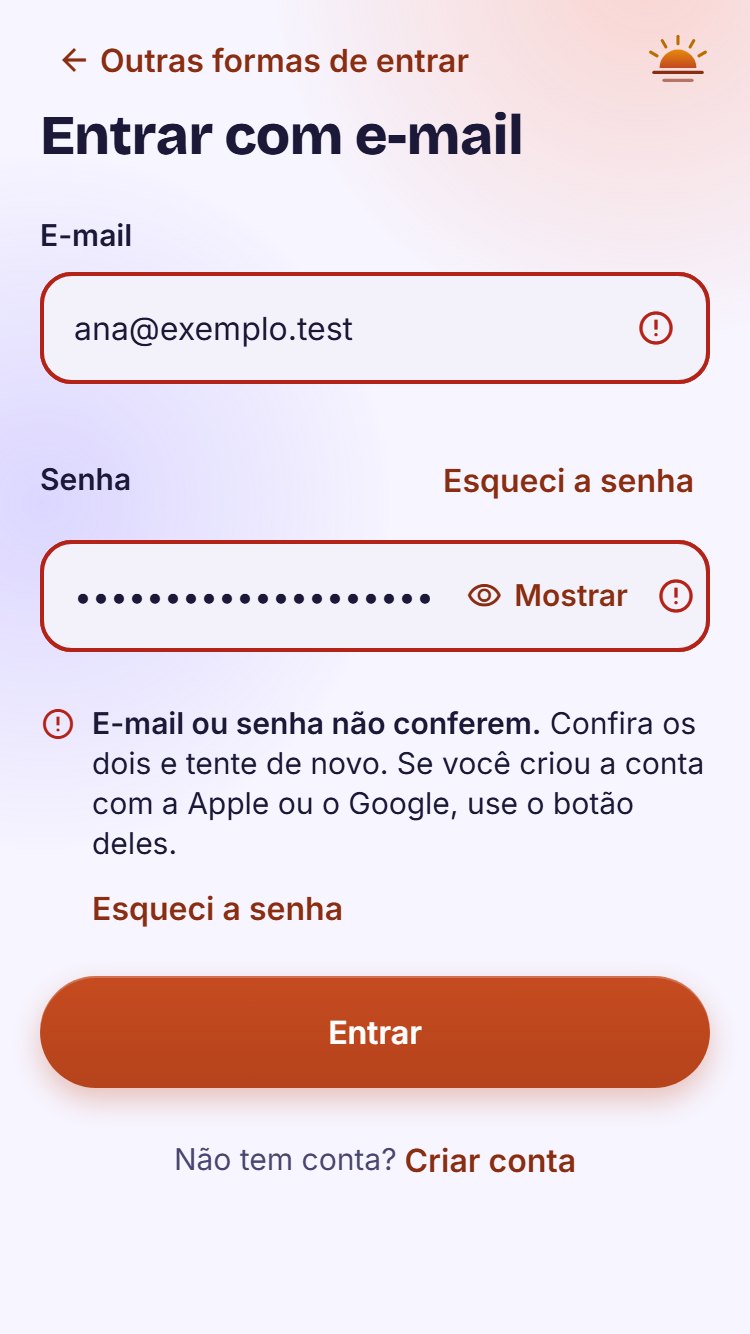 Outras formas de entrar
Entrar com e-mail
E-mail
ana@exemplo.test
Senha
Esqueci a senha
••••••••••••••••••••
Mostrar
E-mail ou senha não conferem. Confira os
dois e tente de novo. Se você criou a conta
com a Apple ou o Google, use o botão
deles.
Esqueci a senha
Entrar
Não tem conta? Criar conta